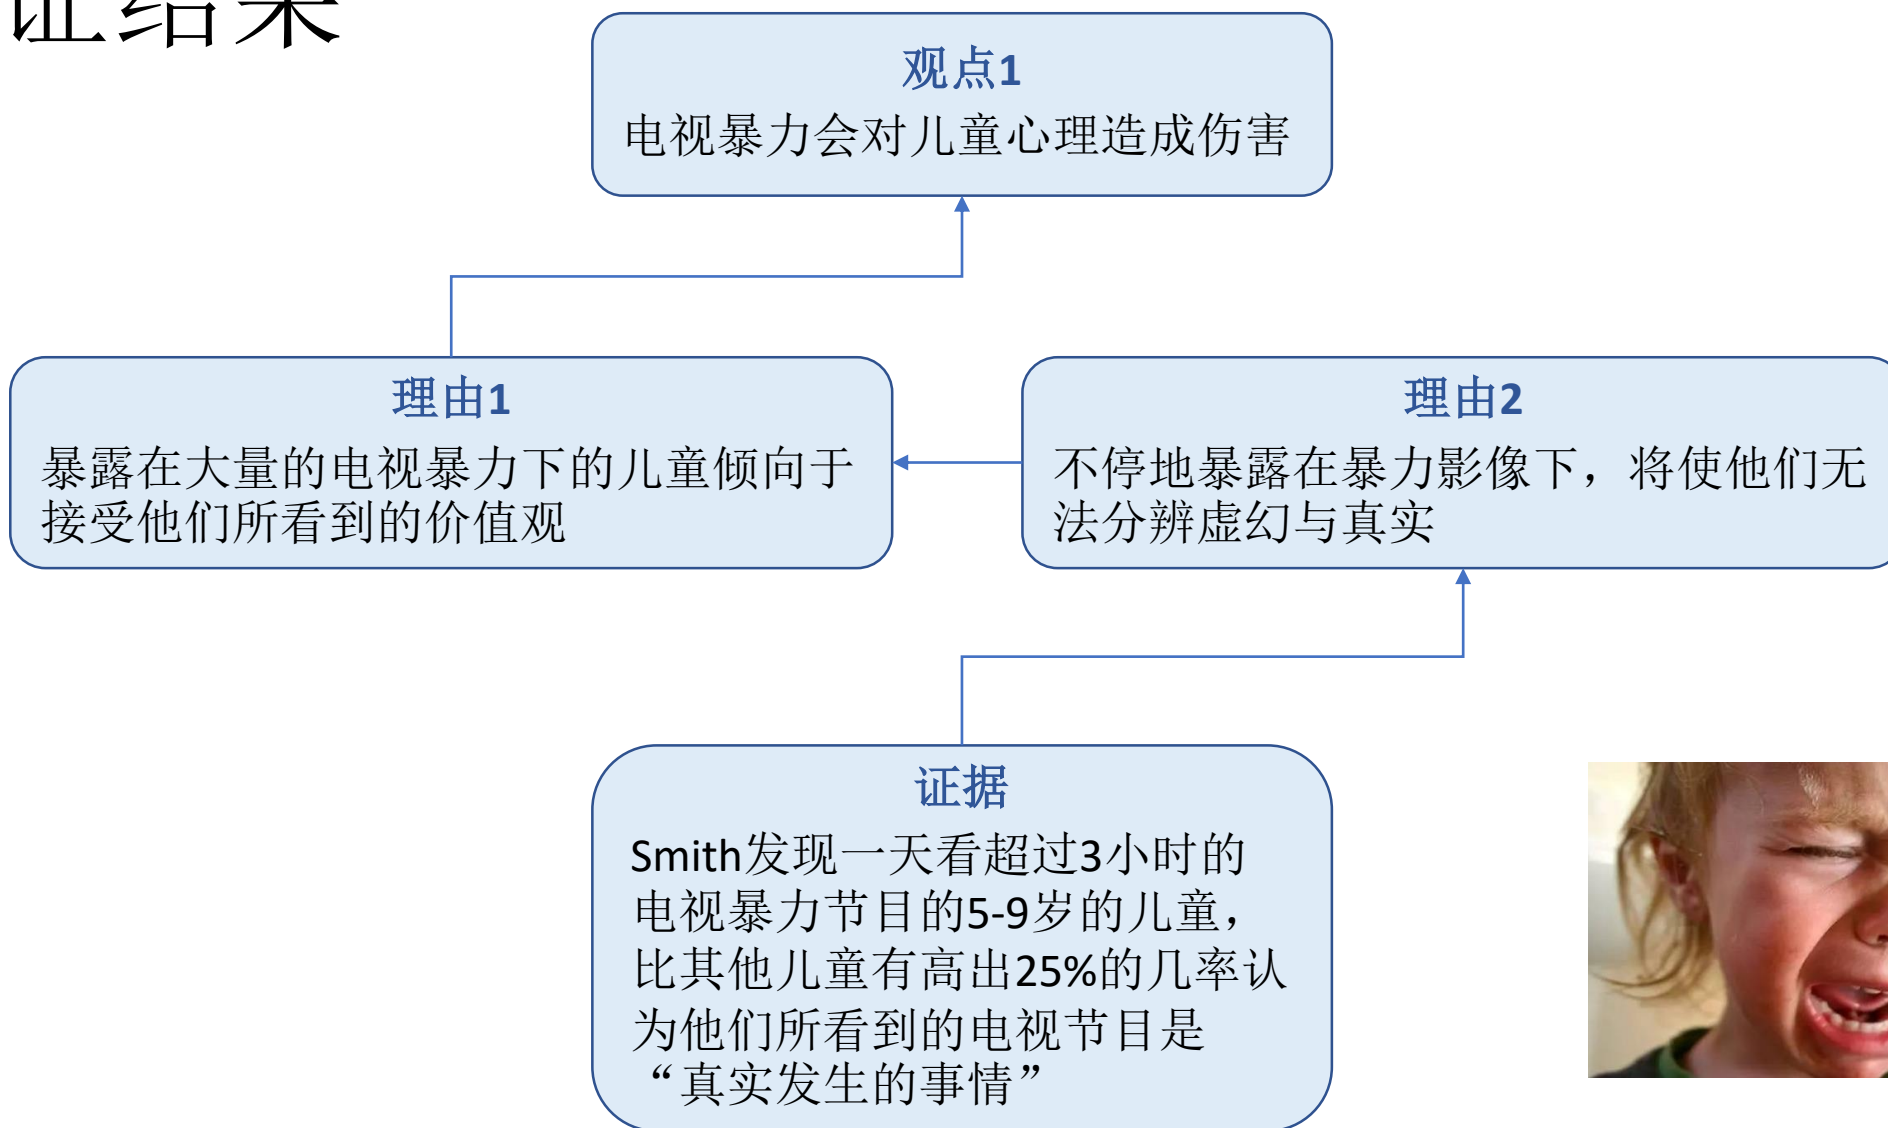 证结果
观点1
电视暴力会对儿童心理造成伤害
理由1
暴露在大量的电视暴力下的儿童倾向于
接受他们所看到的价值观
理由2
不停地暴露在暴力影像下，将使他们无
法分辨虚幻与真实
证据
Smith发现一天看超过3小时的
电视暴力节目的5-9岁的儿童，
比其他儿童有高出25%的几率认
为他们所看到的电视节目是
“真实发生的事情”